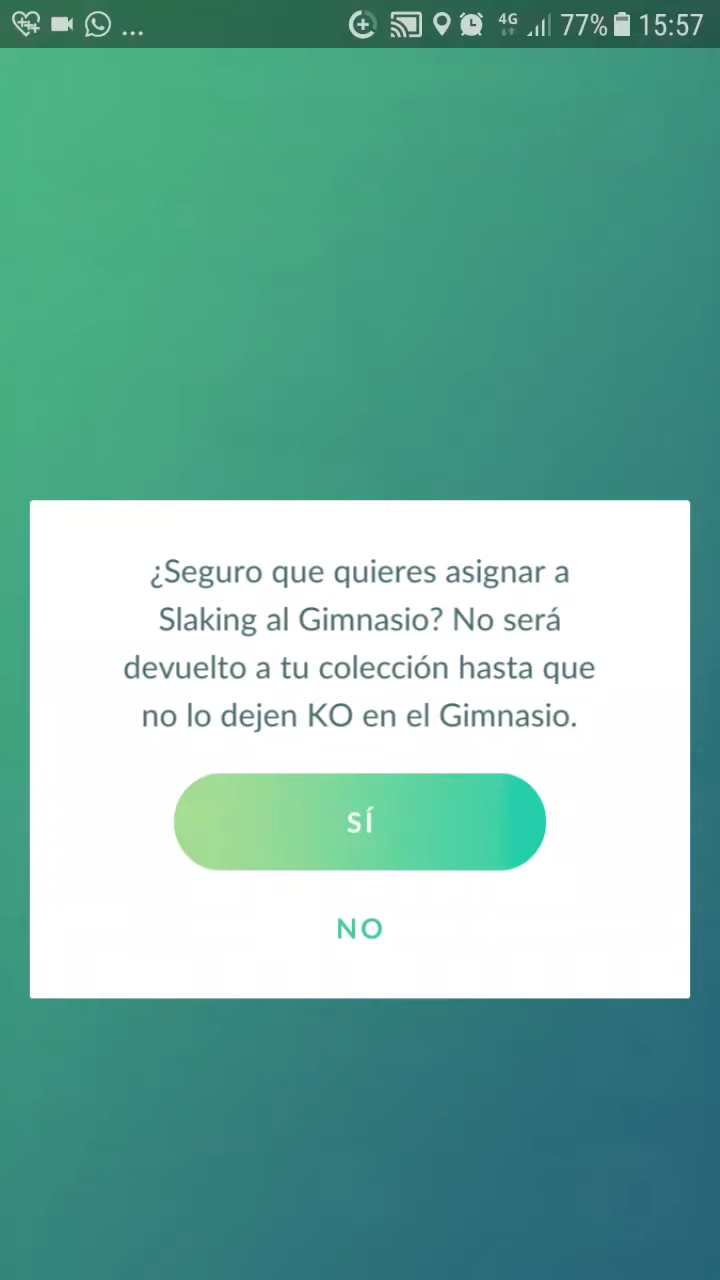 ... 4G 77% 15:57
¿Seguro que quieres asignar a
Slaking al Gimnasio? No será
devuelto a tu colección hasta que
no lo dejen KO en el Gimnasio.
SÍ
NO